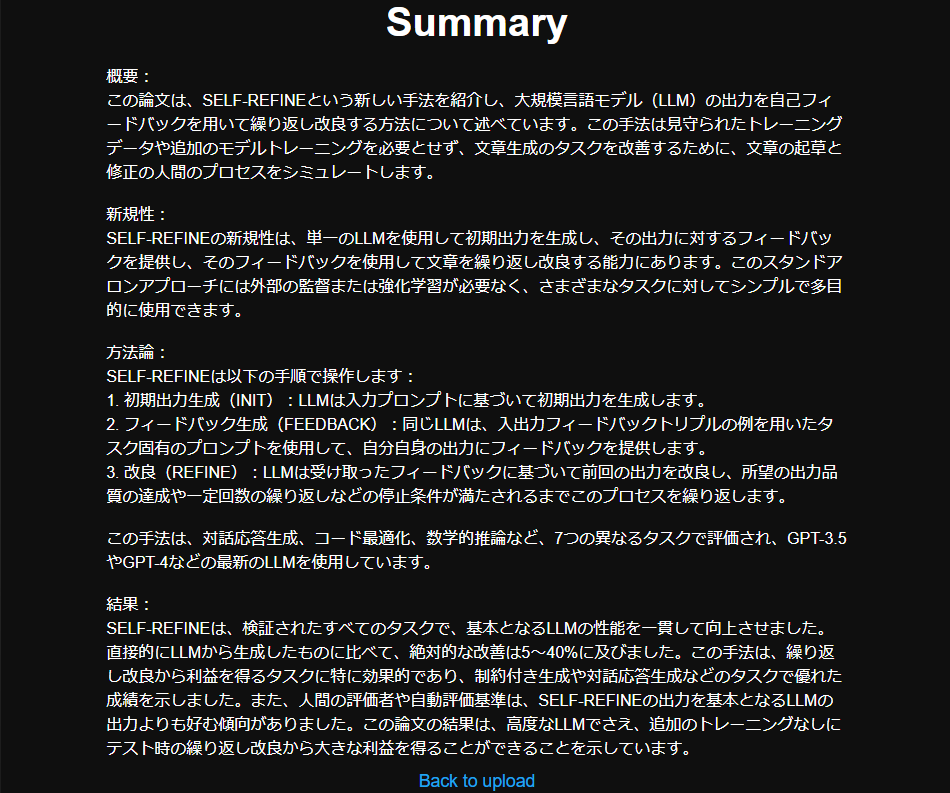 Summary
概要：
この論文は、SELF-REFINEという新しい手法を紹介し、大規模言語モデル（LLM）の出力を自己フィ
ードバックを用いて繰り返し改良する方法について述べています。この手法は見守られたトレーニング
データや追加のモデルトレーニングを必要とせず、文章生成のタスクを改善するために、文章の起草と
修正の人間のプロセスをシミュレートします。
新規性：
SELF-REFINEの新規性は、単一のLLMを使用して初期出力を生成し、その出力に対するフィードバッ
クを提供し、そのフィードバックを使用して文章を繰り返し改良する能力にあります。このスタンドア
ロンアプローチには外部の監督または強化学習が必要なく、さまざまなタスクに対してシンプルで多目
的に使用できます。
方法論：
SELF-REFINEは以下の手順で操作します：
1. 初期出力生成（INIT）：LLMは入力プロンプトに基づいて初期出力を生成します。
2. フィードバック生成（FEEDBACK）：同じLLMは、入出力フィードバックトリプルの例を用いたタ
スク固有のプロンプトを使用して、自分自身の出力にフィードバックを提供します。
3. 改良（REFINE）：LLMは受け取ったフィードバックに基づいて前回の出力を改良し、所望の出力品
質の達成や一定回数の繰り返しなどの停止条件が満たされるまでこのプロセスを繰り返します。
この手法は、対話応答生成、コード最適化、数学的推論など、7つの異なるタスクで評価され、GPT-3.5
やGPT-4などの最新のLLMを使用しています。
結果：
SELF-REFINEは、検証されたすべてのタスクで、基本となるLLMの性能を一貫して向上させました。
直接的にLLMから生成したものに比べて、絶対的な改善は5〜40%に及びました。この手法は、繰り返
し改良から利益を得るタスクに特に効果的であり、制約付き生成や対話応答生成などのタスクで優れた
成績を示しました。また、人間の評価者や自動評価基準は、SELF-REFINEの出力を基本となるLLMの
出力よりも好む傾向がありました。この論文の結果は、高度なLLMでさえ、追加のトレーニングなしに
テスト時の繰り返し改良から大きな利益を得ることができることを示しています。
Back to upload